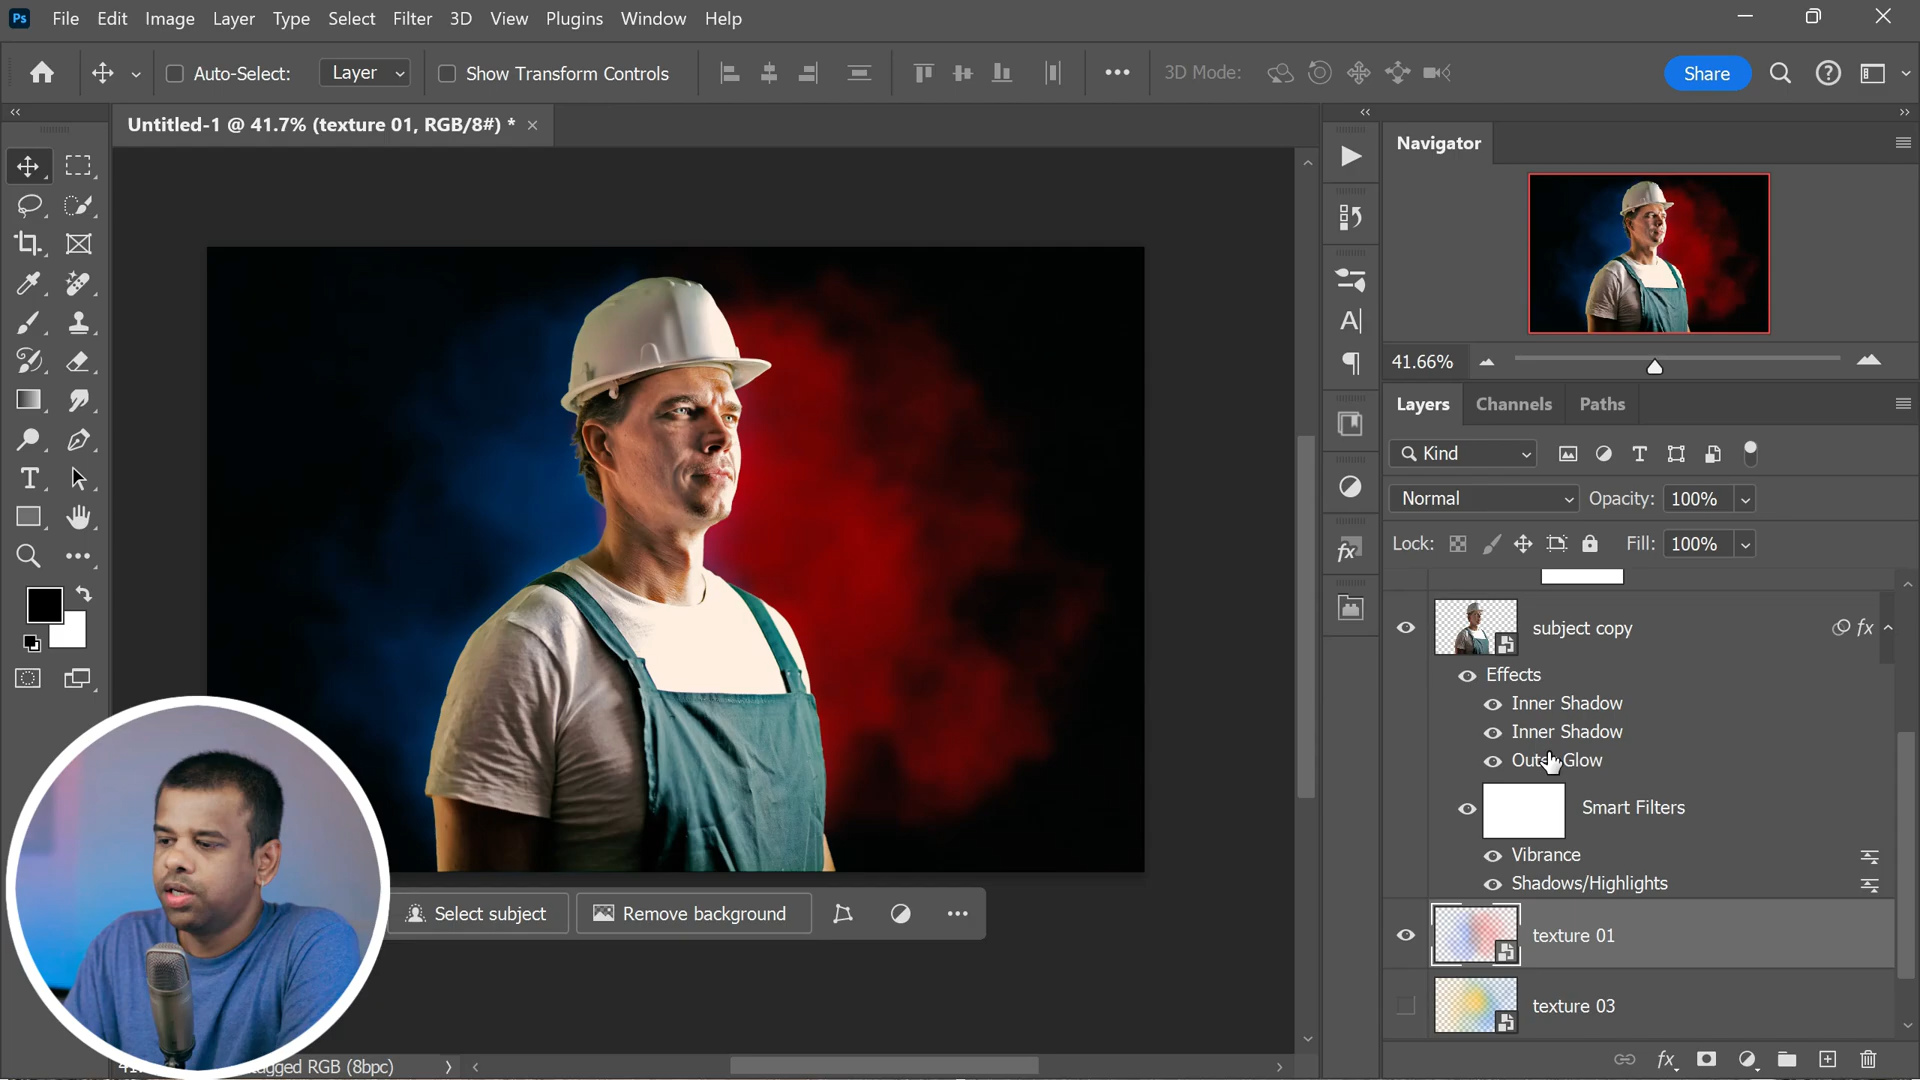 Ps File Edit Image Layer Type Select Filter 3D View Plugins Window Help
Auto-Select: Layer Show Transform Controls 3D Mode: Share
Untitled-1 @ 41.7% (texture 01, RGB/8#) * ×
Navigator
41.66%
Layers Channels Paths
Kind
Normal Opacity: 100%
Lock: Fill: 100%
subject copy fx
Effects
Inner Shadow
Inner Shadow
Glow
Smart Filters
Vibrance
Shadows/Highlights
texture 01
texture 03
Select subject Remove background
RGB (8bpc)
fx